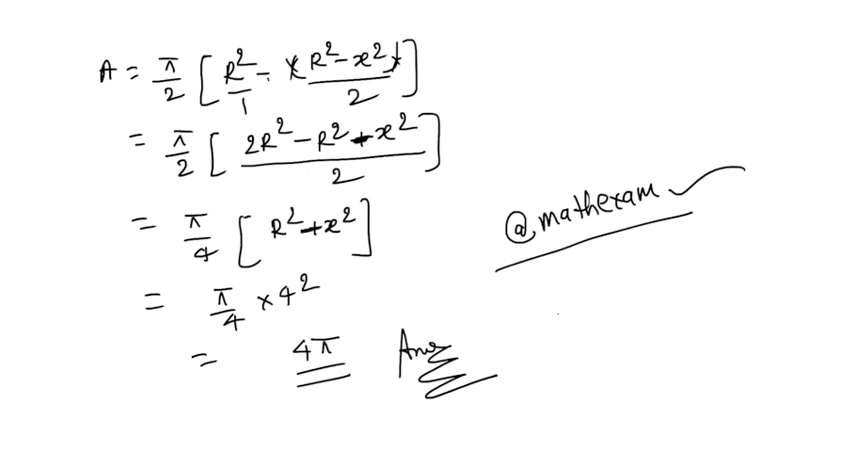 A = π/2 [ R²/1 - (R² - x²)/2 ]
= π/2 [ (2R² - R² + x²)/2 ]
= π/4 [ R² + x² ]
= π/4 × 4²
= 4π Ans
@mathexam